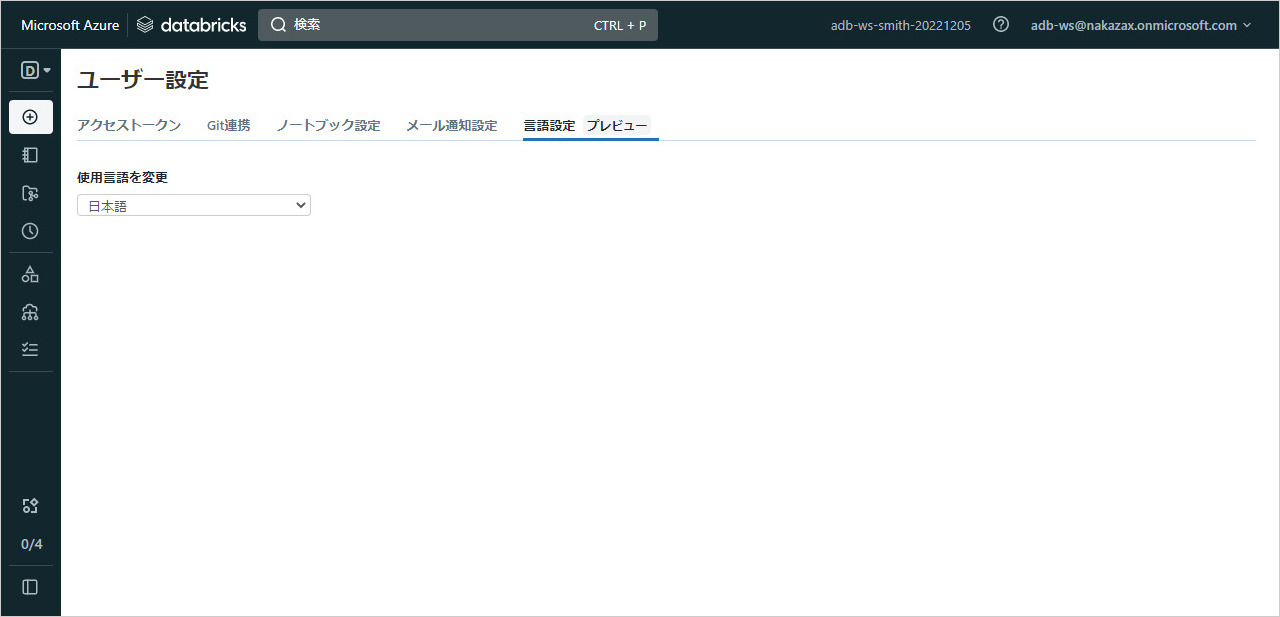 Microsoft Azure databricks 検索 CTRL + P adb-ws-smith-20221205 adb-ws@nakazax.onmicrosoft.com
D
ユーザー設定
アクセストークン Git連携 ノートブック設定 メール通知設定 言語設定 プレビュー
使用言語を変更
日本語
0/4